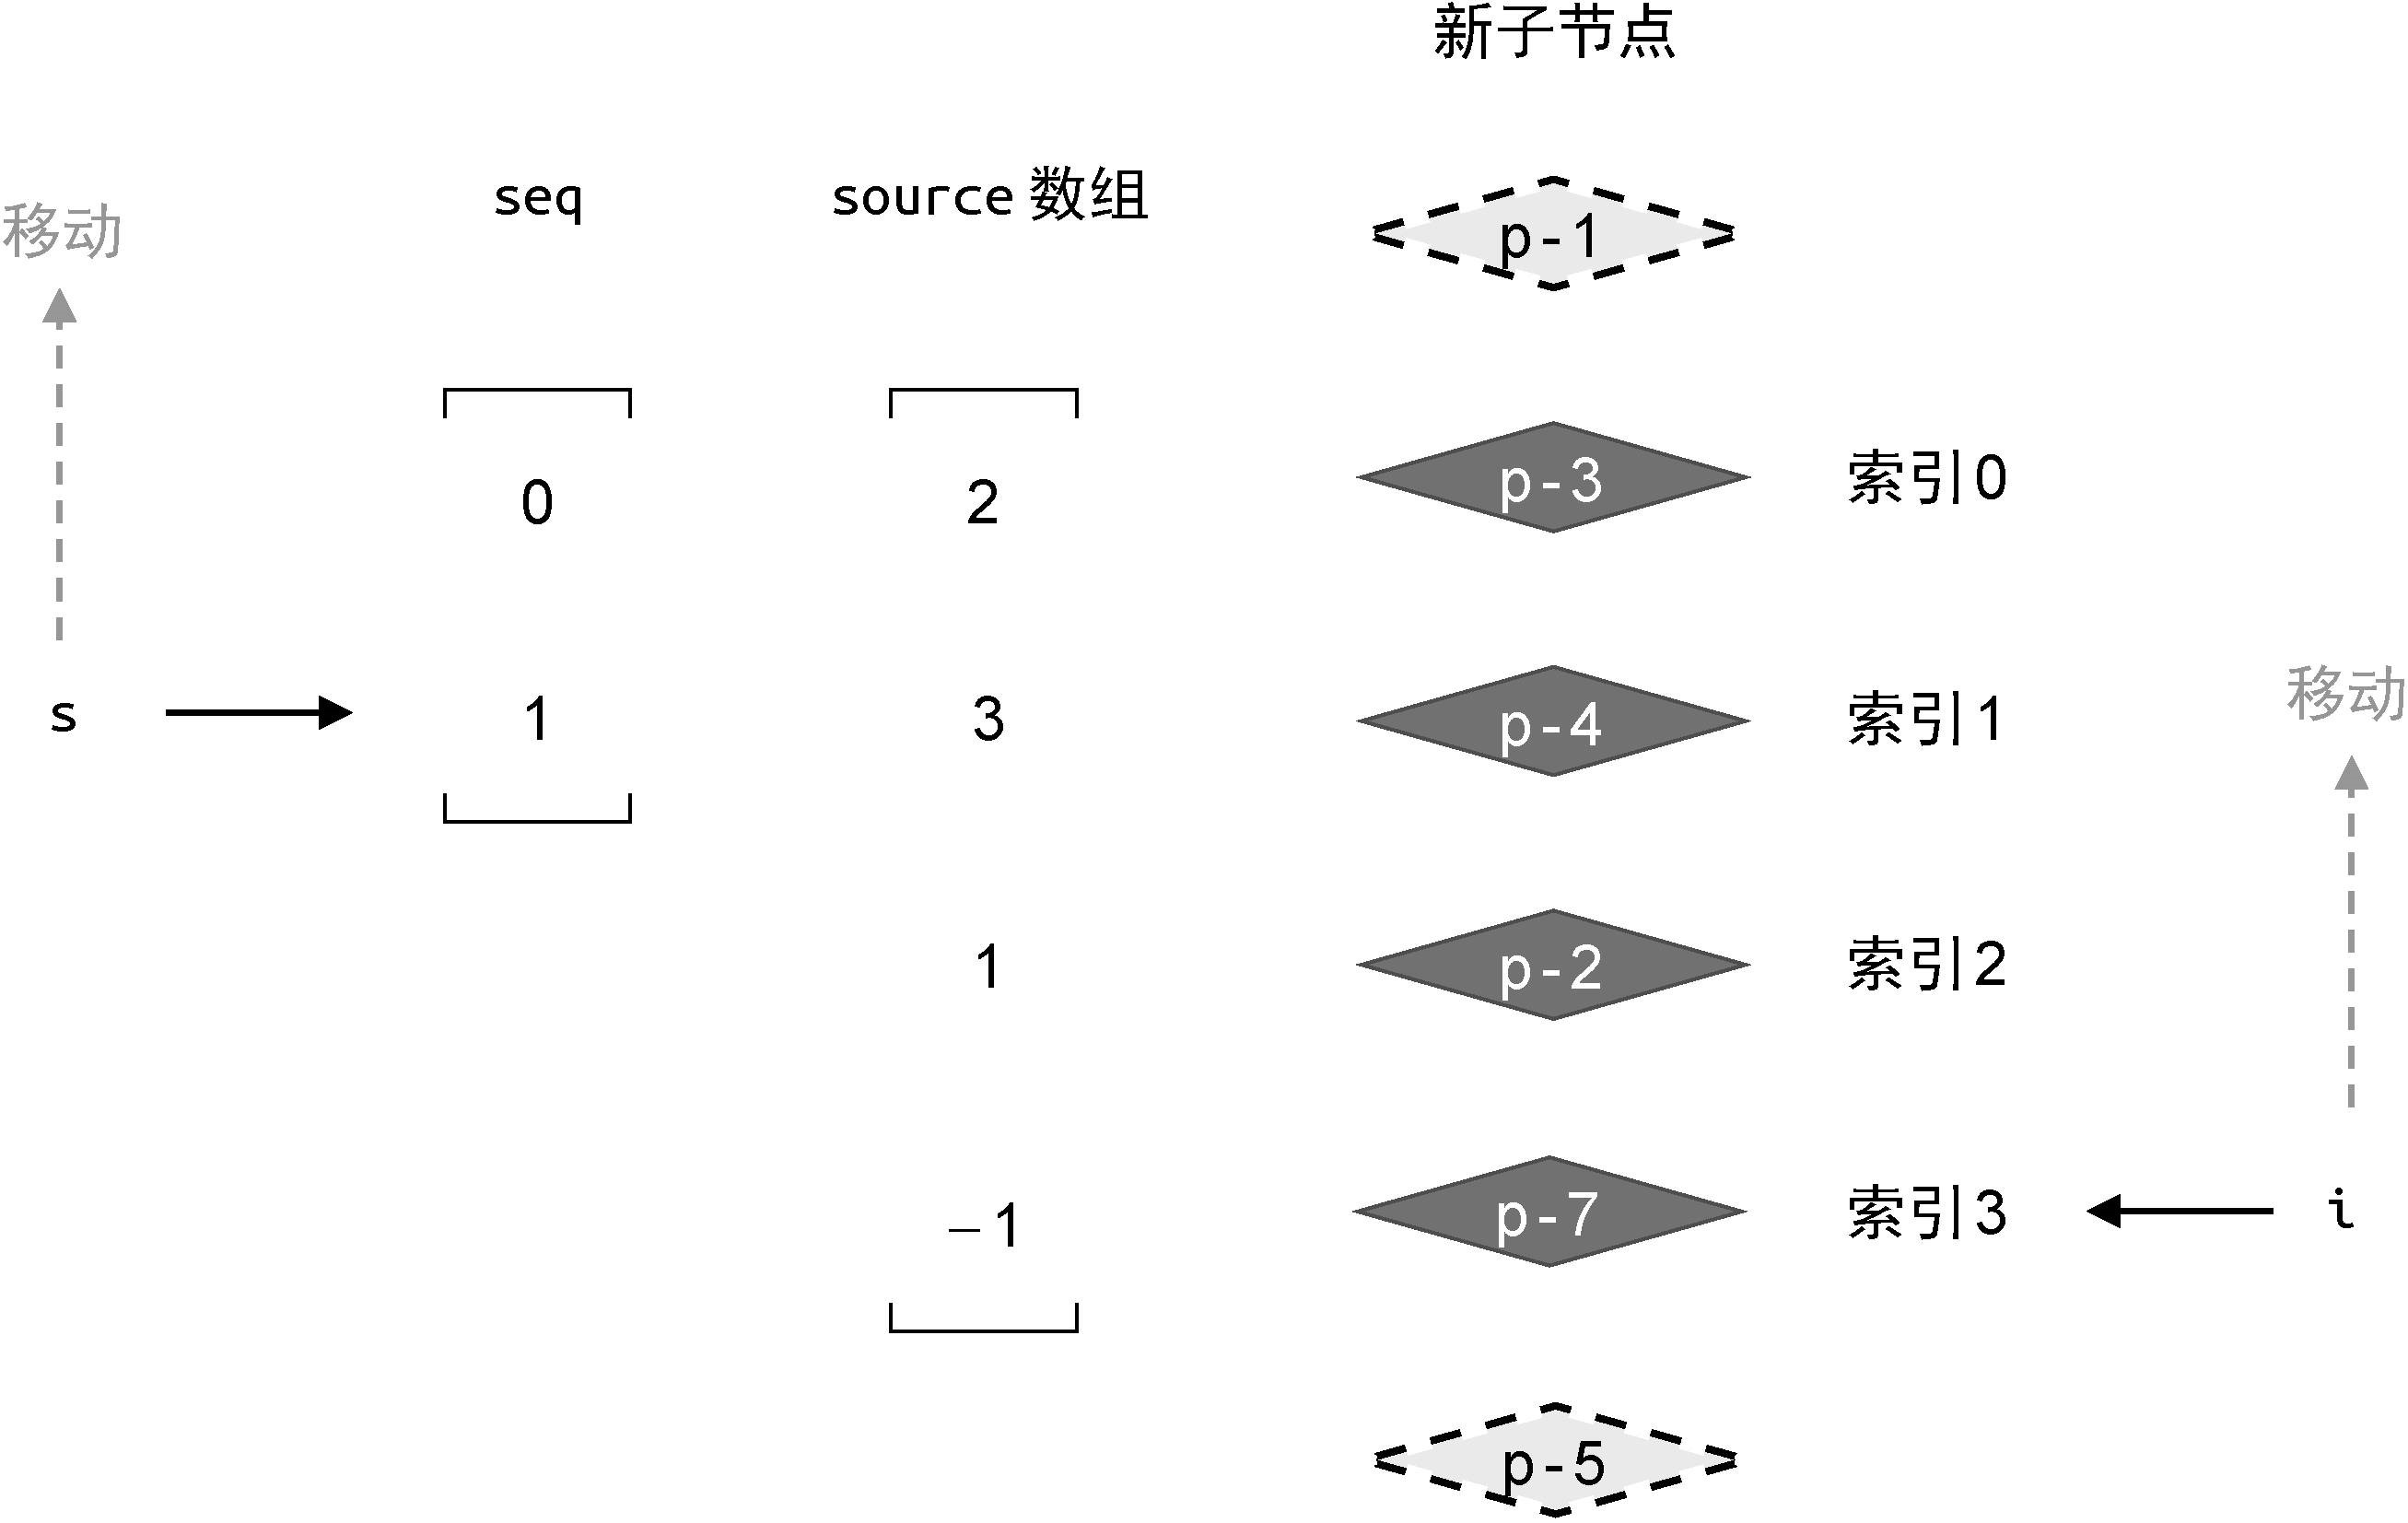 新子节点
移动 seq source 数组 p-1
0 2 p-3 索引0
s 1 3 p-4 索引1 移动
1 p-2 索引2
−1 p-7 索引3 i
p-5